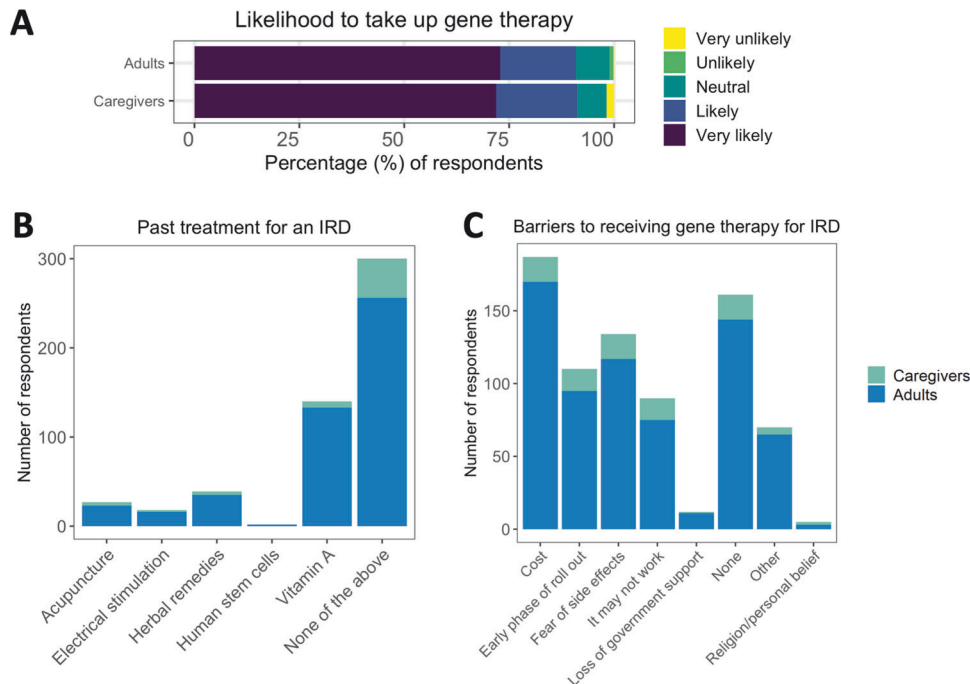 A
Likelihood to take up gene therapy
Adults
Caregivers
0 25 50 75 100
Percentage (%) of respondents
Very unlikely
Unlikely
Neutral
Likely
Very likely
B
Past treatment for an IRD
Number of respondents
300
200
100
0
Acupuncture
Electrical stimulation
Herbal remedies
Human stem cells
Vitamin A
None of the above
C
Barriers to receiving gene therapy for IRD
Number of respondents
150
100
50
0
Cost
Early phase of roll out
Fear of side effects
It may not work
Loss of government support
None
Other
Religion/personal belief
Caregivers
Adults